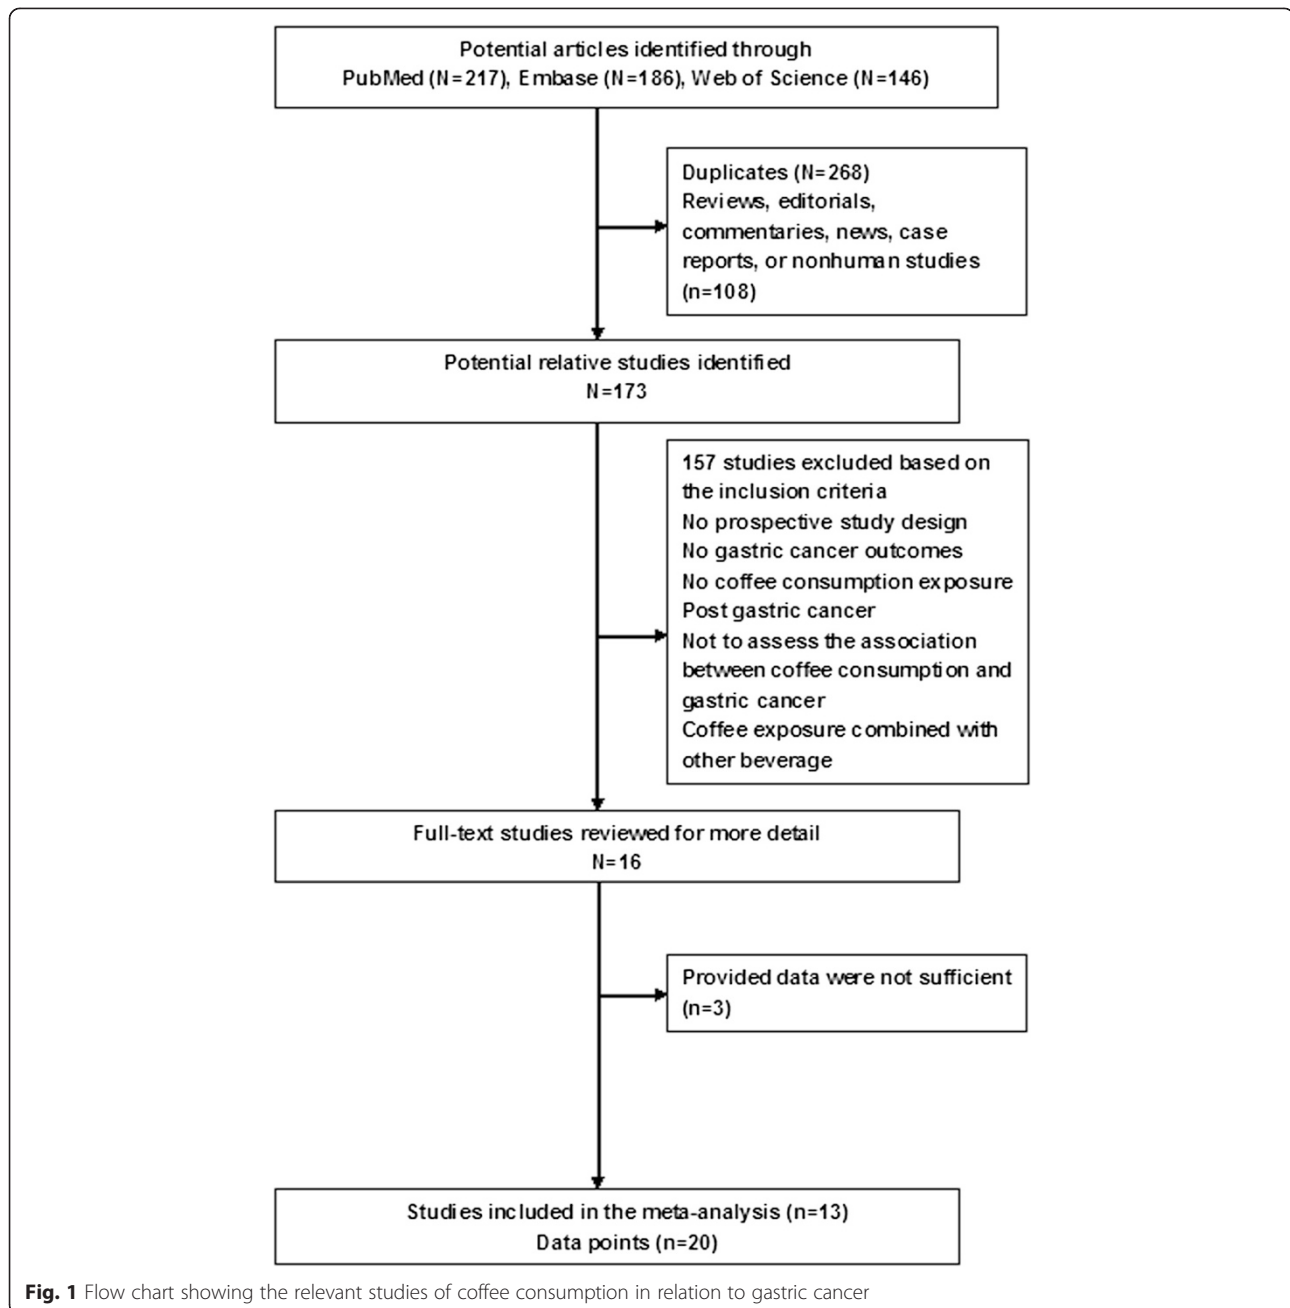 Potential articles identified through
PubMed (N=217), Embase (N=186), Web of Science (N=146)
Duplicates (N=268)
Reviews, editorials,
commentaries, news, case
reports, or nonhuman studies
(n=108)
Potential relative studies identified
N=173
157 studies excluded based on
the inclusion criteria
No prospective study design
No gastric cancer outcomes
No coffee consumption exposure
Post gastric cancer
Not to assess the association
between coffee consumption and
gastric cancer
Coffee exposure combined with
other beverage
Full-text studies reviewed for more detail
N=16
Provided data were not sufficient
(n=3)
Studies included in the meta-analysis (n=13)
Data points (n=20)
Fig. 1 Flow chart showing the relevant studies of coffee consumption in relation to gastric cancer